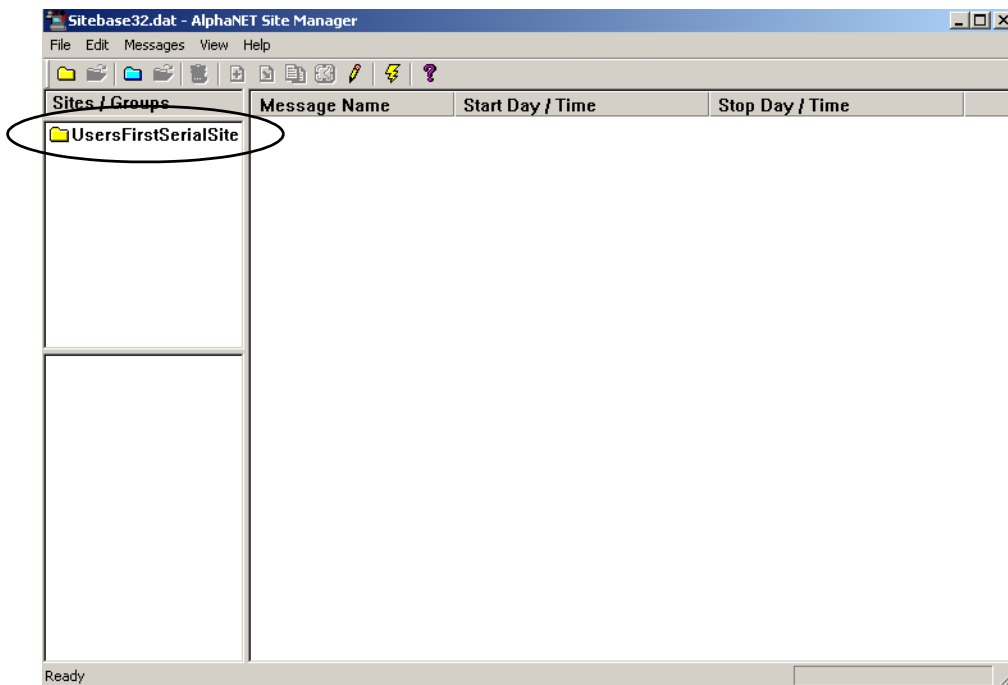 Sitebase32.dat - AlphaNET Site Manager
File Edit Messages View Help
Sites / Groups Message Name Start Day / Time Stop Day / Time
UsersFirstSerialSite
Ready